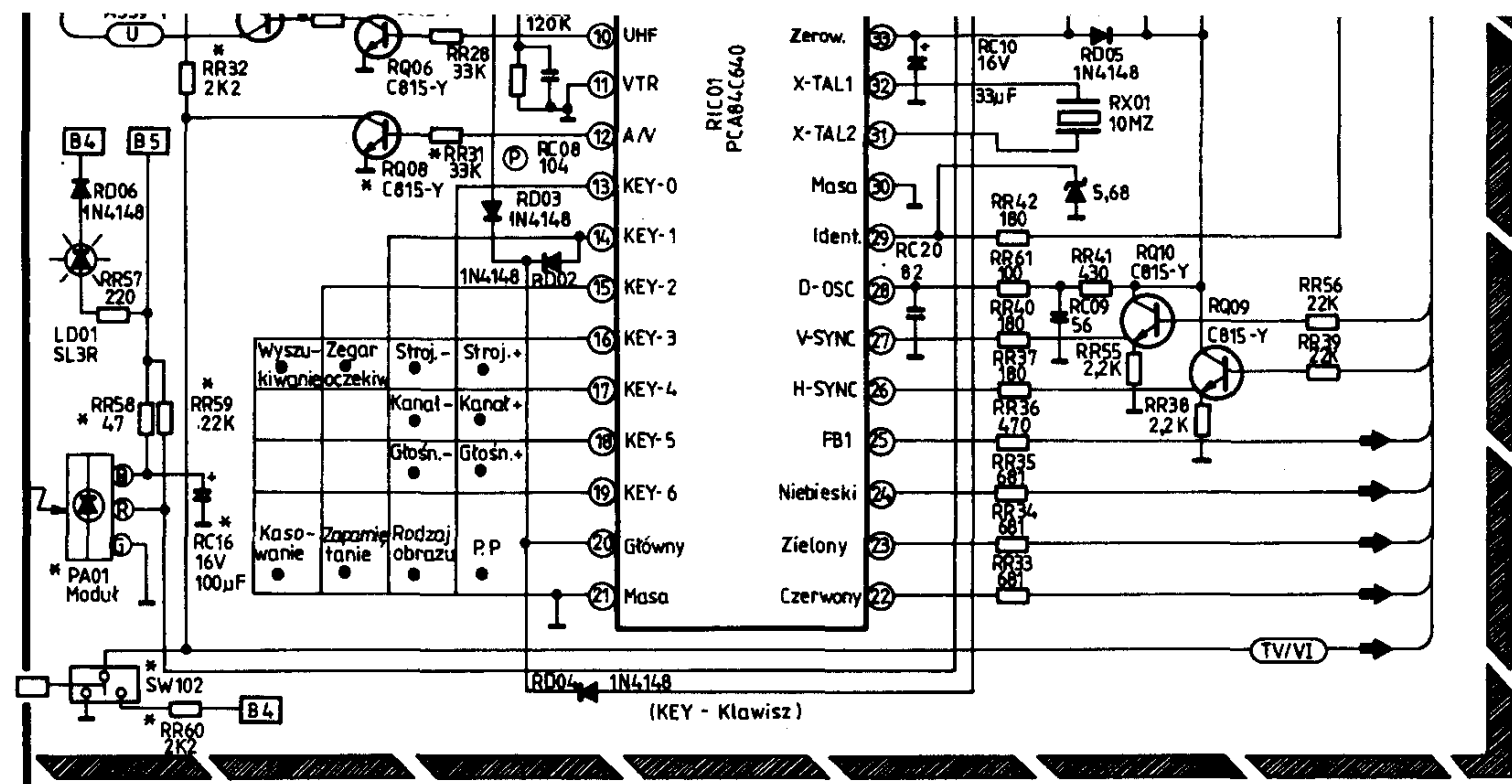 U
*
RR32
2K2
RQ06
C815-Y
RR28
33K
120K
10 UHF
11 VTR
12 A/V
13 KEY-0
14 KEY-1
15 KEY-2
16 KEY-3
17 KEY-4
18 KEY-5
19 KEY-6
20 Główny
21 Masa
RIC01
PCA84C640
Zerow. 33
X-TAL1 32
X-TAL2 31
Masa 30
Ident. 29
D-OSC 28
V-SYNC 27
H-SYNC 26
FB1 25
Niebieski 24
Zielony 23
Czerwony 22
+
RC10
16V
33µF
RD05
1N4148
RX01
10MZ
5,68
B4
B5
RD06
1N4148
RR57
220
LD01
SL3R
RQ08
* C815-Y
* RR31
33K
P
RC08
104
RD03
1N4148
1N4148
RD02
RR42
180
RC20
82
RR61
100
RR41
430
RQ10
C815-Y
RR40
180
RC09
56
RQ09
C815-Y
RR56
22K
RR39
22K
RR37
180
RR55
2,2K
RR36
470
RR38
2,2K
RR35
681
RR34
681
RR33
681
Wyszu-
kiwanie
Zegar
oczekiw
Stroj.-
Stroj.+
Kanał-
Kanał+
Głośn.-
Głośn.+
Kaso-
wanie
Zapamię
tanie
Rodzaj
obrazu
P.P
* RR58
47
*
RR59
22K
R
G
+
*
RC16
16V
100µF
* PA01
Moduł
TV/VI
*
SW102
*
RR60
2K2
B4
RD04
1N4148
(KEY - Klawisz)